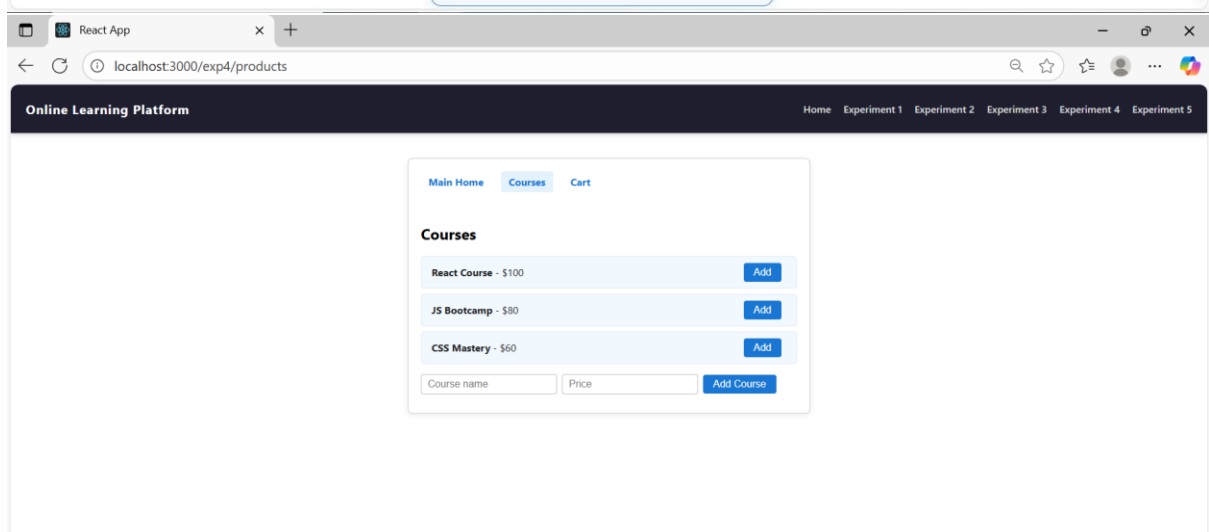 React App
localhost:3000/exp4/products
Online Learning Platform
Home Experiment 1 Experiment 2 Experiment 3 Experiment 4 Experiment 5
Main Home Courses Cart
Courses
React Course - $100 Add
JS Bootcamp - $80 Add
CSS Mastery - $60 Add
Course name Price Add Course